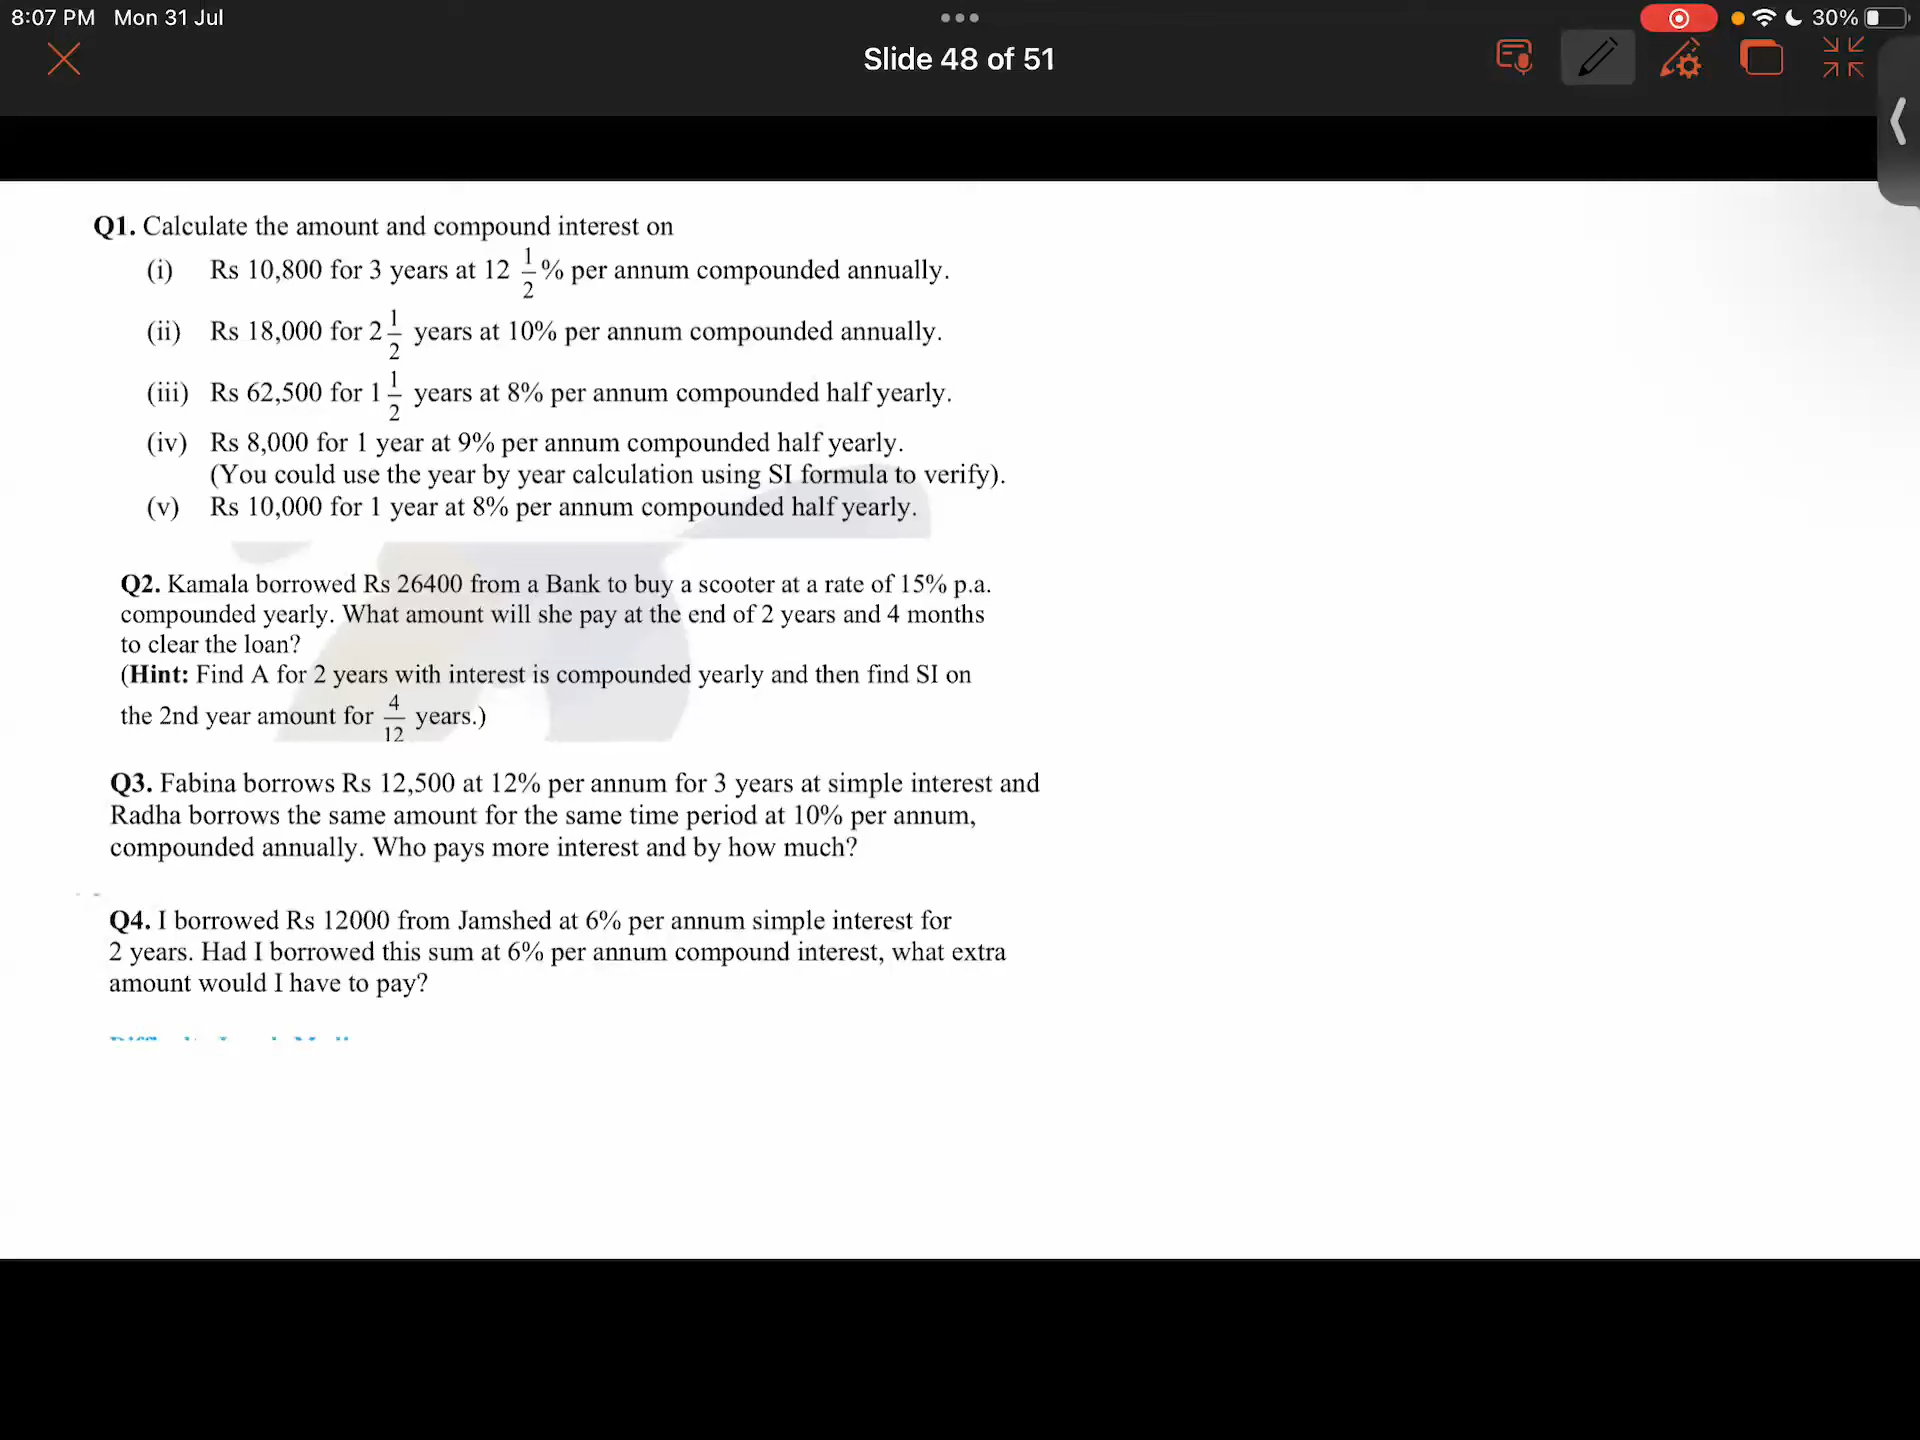 8:07 PM Mon 31 Jul
30%
Slide 48 of 51
Q1. Calculate the amount and compound interest on
(i) Rs 10,800 for 3 years at 12 1/2 % per annum compounded annually.
(ii) Rs 18,000 for 2 1/2 years at 10% per annum compounded annually.
(iii) Rs 62,500 for 1 1/2 years at 8% per annum compounded half yearly.
(iv) Rs 8,000 for 1 year at 9% per annum compounded half yearly.
(You could use the year by year calculation using SI formula to verify).
(v) Rs 10,000 for 1 year at 8% per annum compounded half yearly.
Q2. Kamala borrowed Rs 26400 from a Bank to buy a scooter at a rate of 15% p.a.
compounded yearly. What amount will she pay at the end of 2 years and 4 months
to clear the loan?
(Hint: Find A for 2 years with interest is compounded yearly and then find SI on
the 2nd year amount for 4/12 years.)
Q3. Fabina borrows Rs 12,500 at 12% per annum for 3 years at simple interest and
Radha borrows the same amount for the same time period at 10% per annum,
compounded annually. Who pays more interest and by how much?
Q4. I borrowed Rs 12000 from Jamshed at 6% per annum simple interest for
2 years. Had I borrowed this sum at 6% per annum compound interest, what extra
amount would I have to pay?